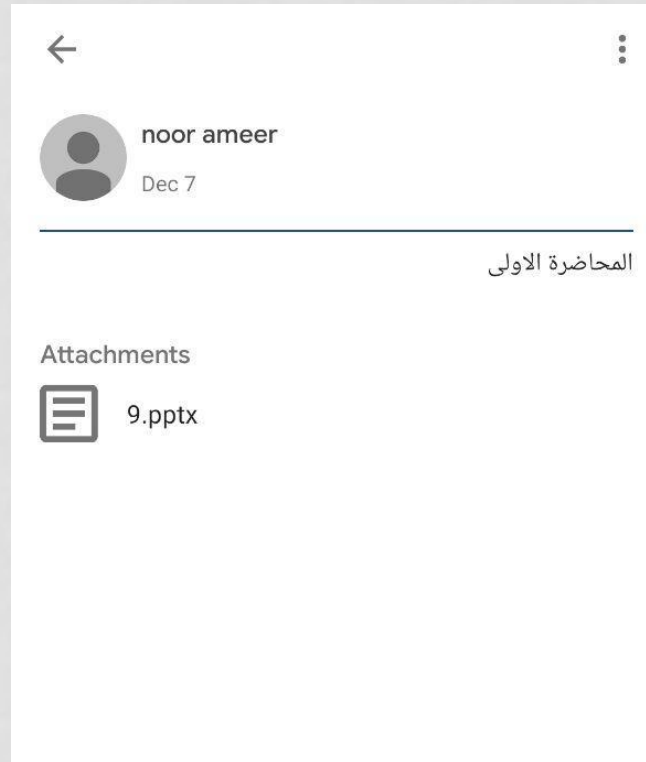 noor ameer
Dec 7
المحاضرة الاولى
Attachments
9.pptx